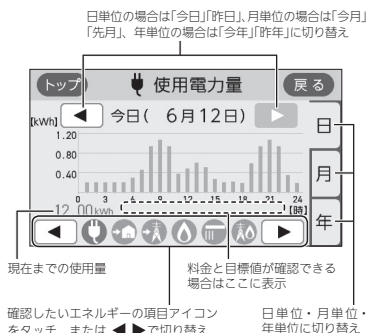 日単位の場合は「今日」「昨日」、月単位の場合は「今月」
「先月」、年単位の場合は「今年」「昨年」に切り替え
トップ 使用電力量 戻る
[kWh] ◀ 今日( 6月12日) ▶ 日
1.20
0.80
0.40
月
0 3 6 9 12 15 18 21 24
12.00kWh [時]
年
◀ ▶
現在までの使用量
料金と目標値が確認できる
場合はここに表示
確認したいエネルギーの項目アイコン
をタッチ、または ◀ ▶で切り替え
日単位・月単位・
年単位に切り替え